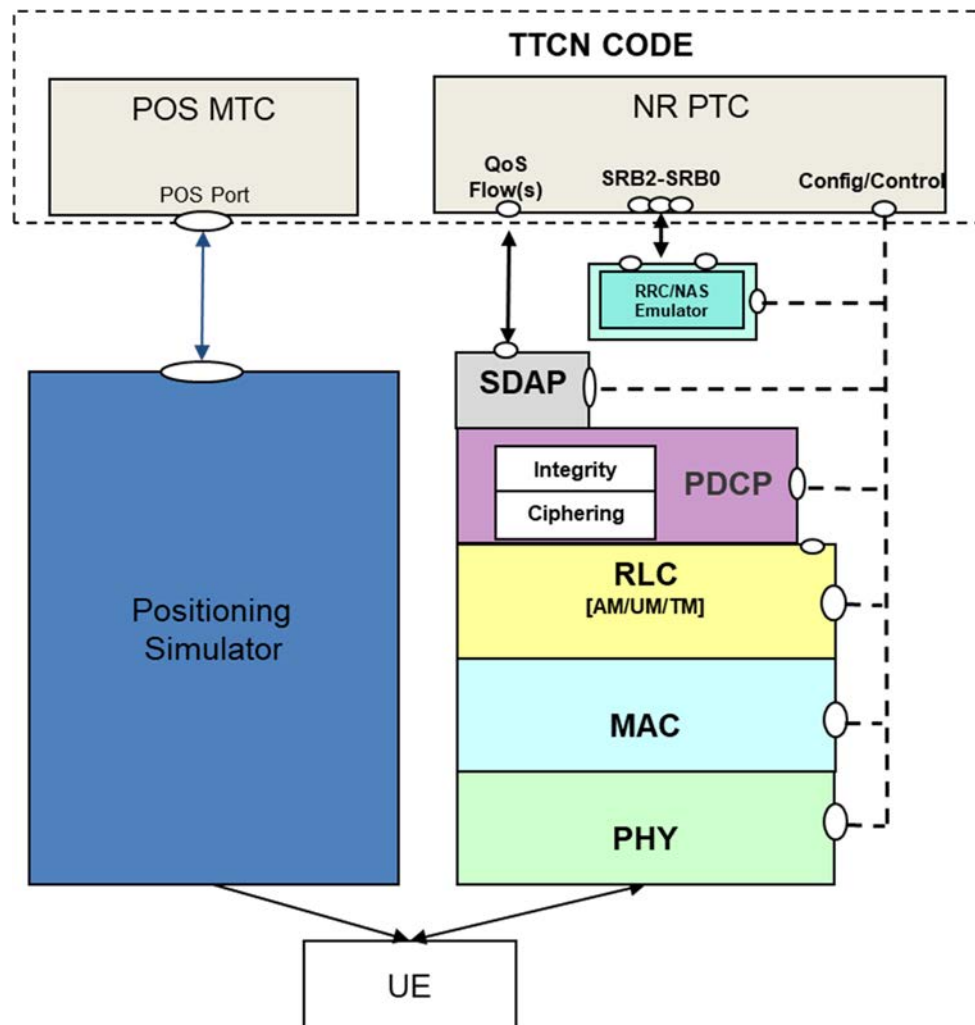 TTCN CODE
POS MTC
POS Port
NR PTC
QoS
Flow(s)
SRB2-SRB0
Config/Control
RRC/NAS
Emulator
SDAP
Integrity
Ciphering
PDCP
RLC
[AM/UM/TM]
MAC
PHY
Positioning
Simulator
UE